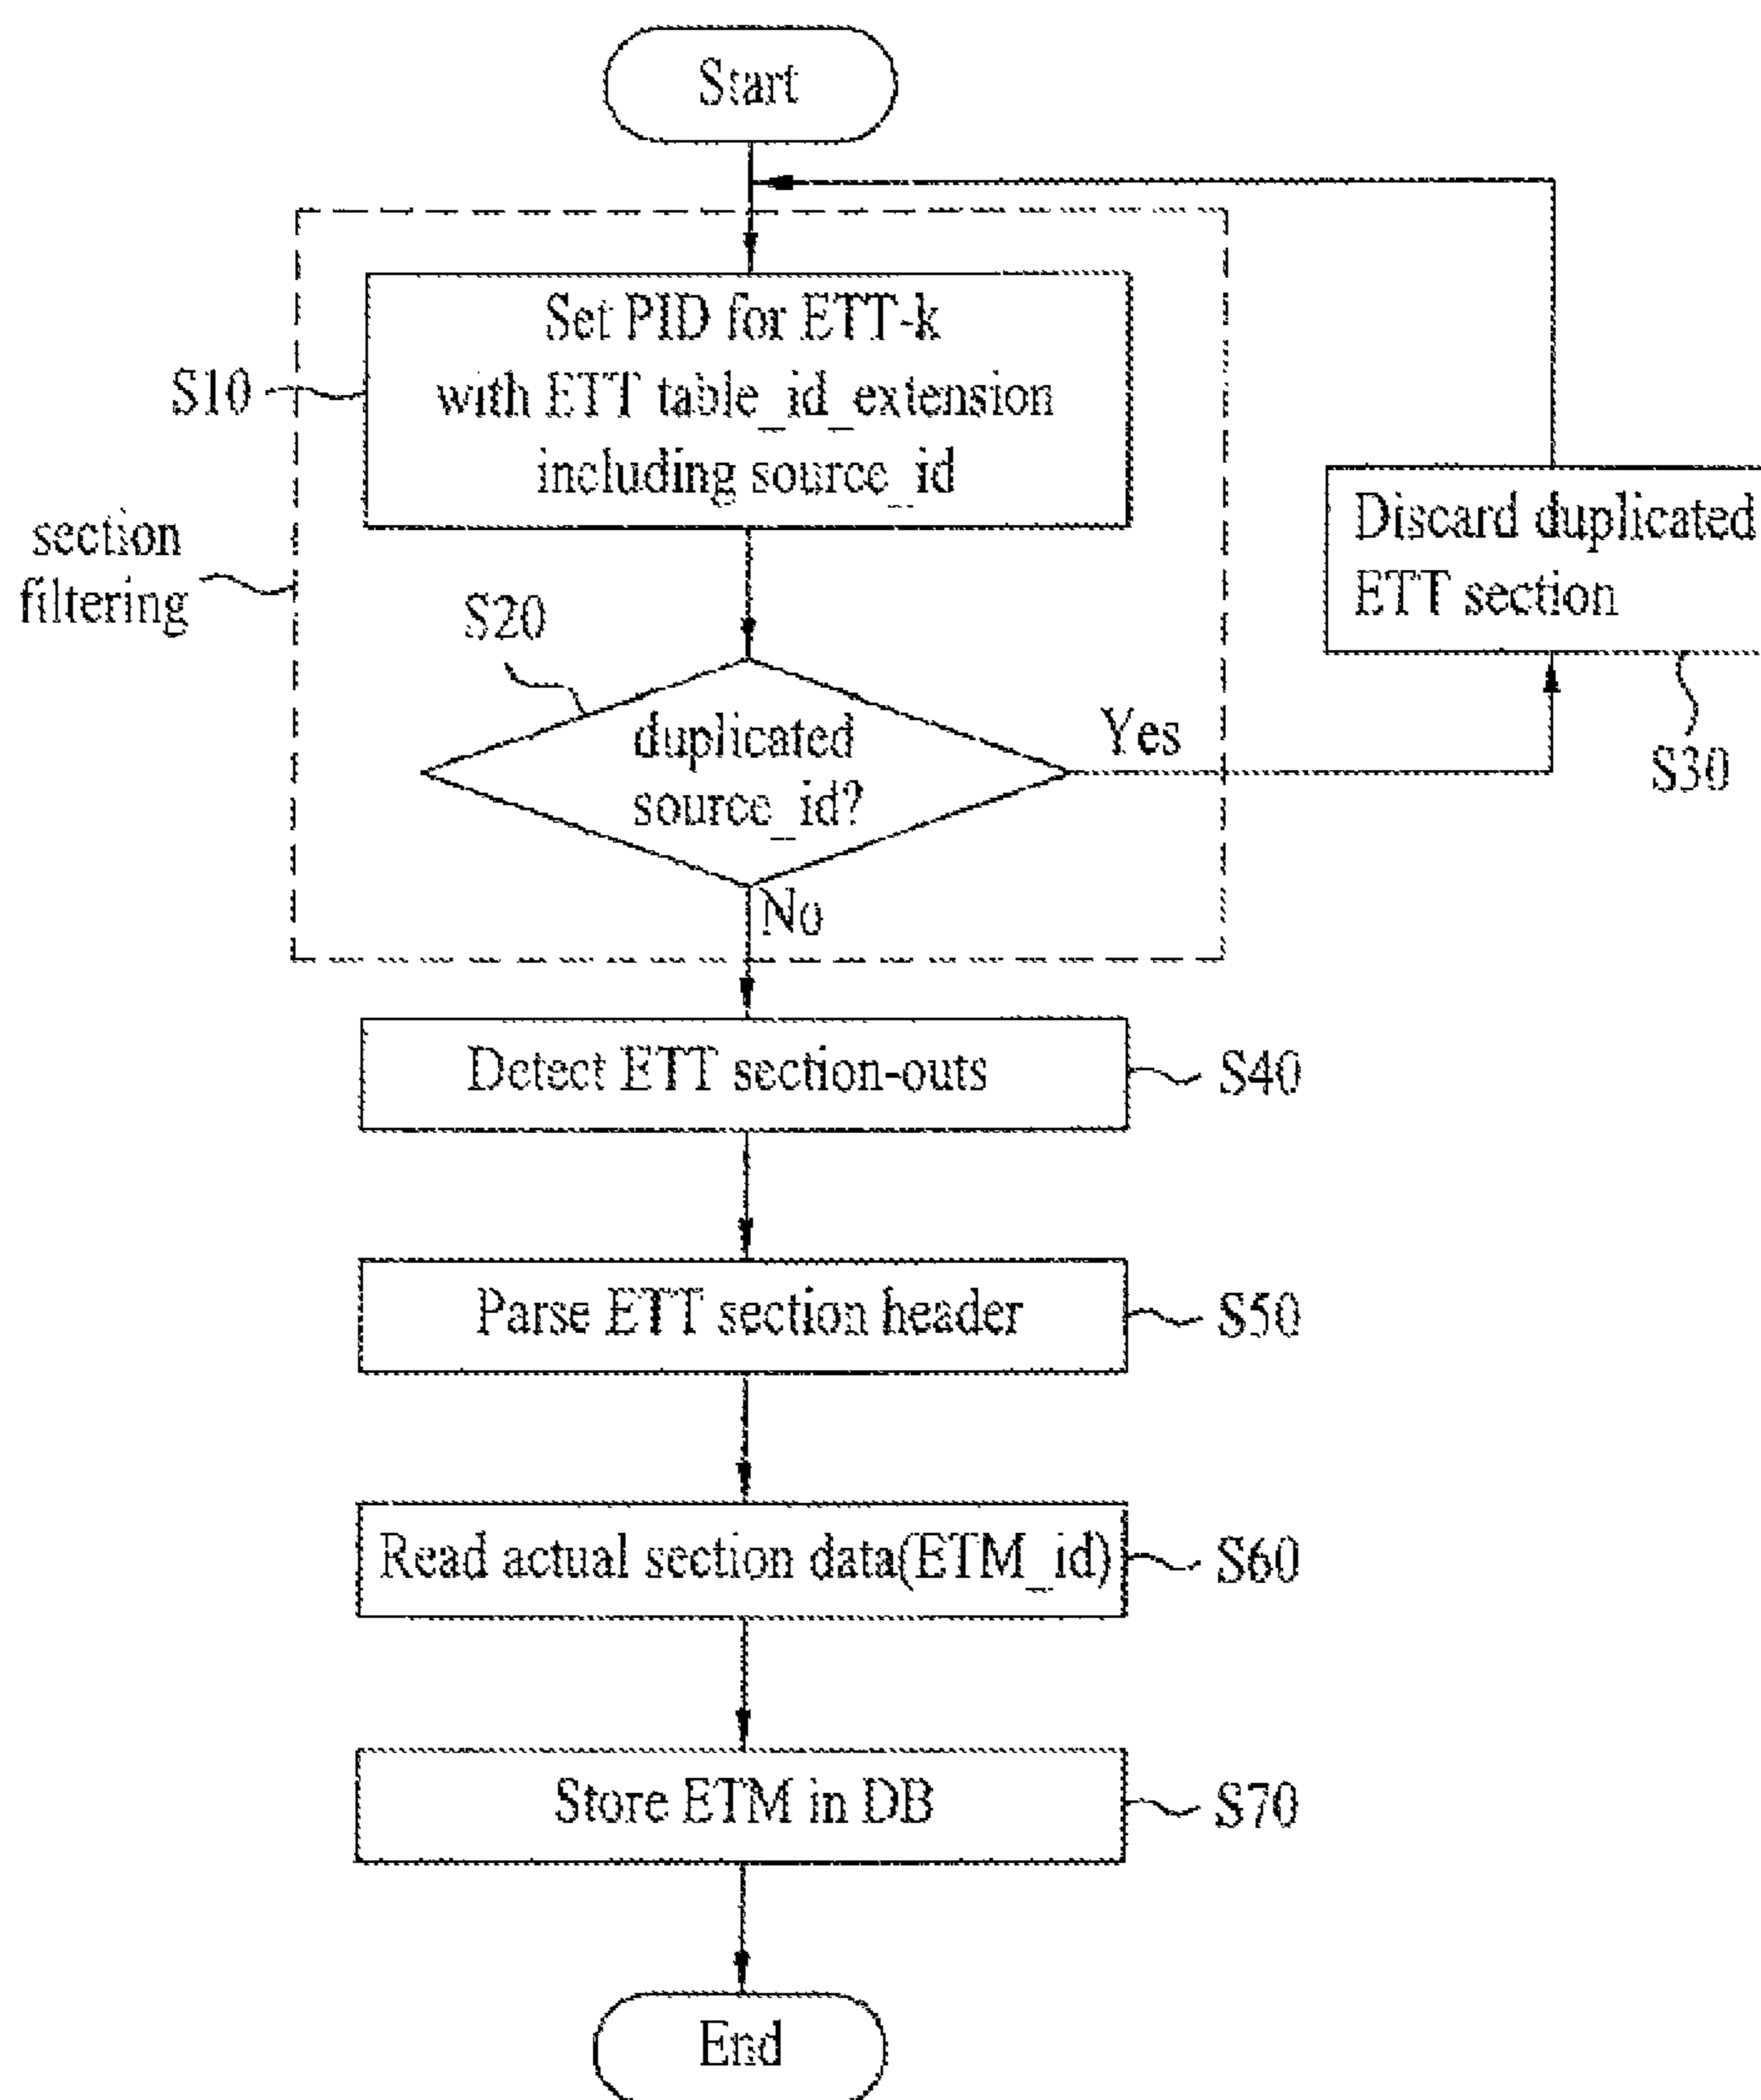 Start
Set PID for ETT-k
with ETT table_id_extension
including source_id
S10
section
filtering
S20
duplicated
source_id?
Yes
No
Discard duplicated
ETT section
S30
Detect ETT section-outs
S40
Parse ETT section header
S50
Read actual section data(ETM_id)
S60
Store ETM in DB
S70
End